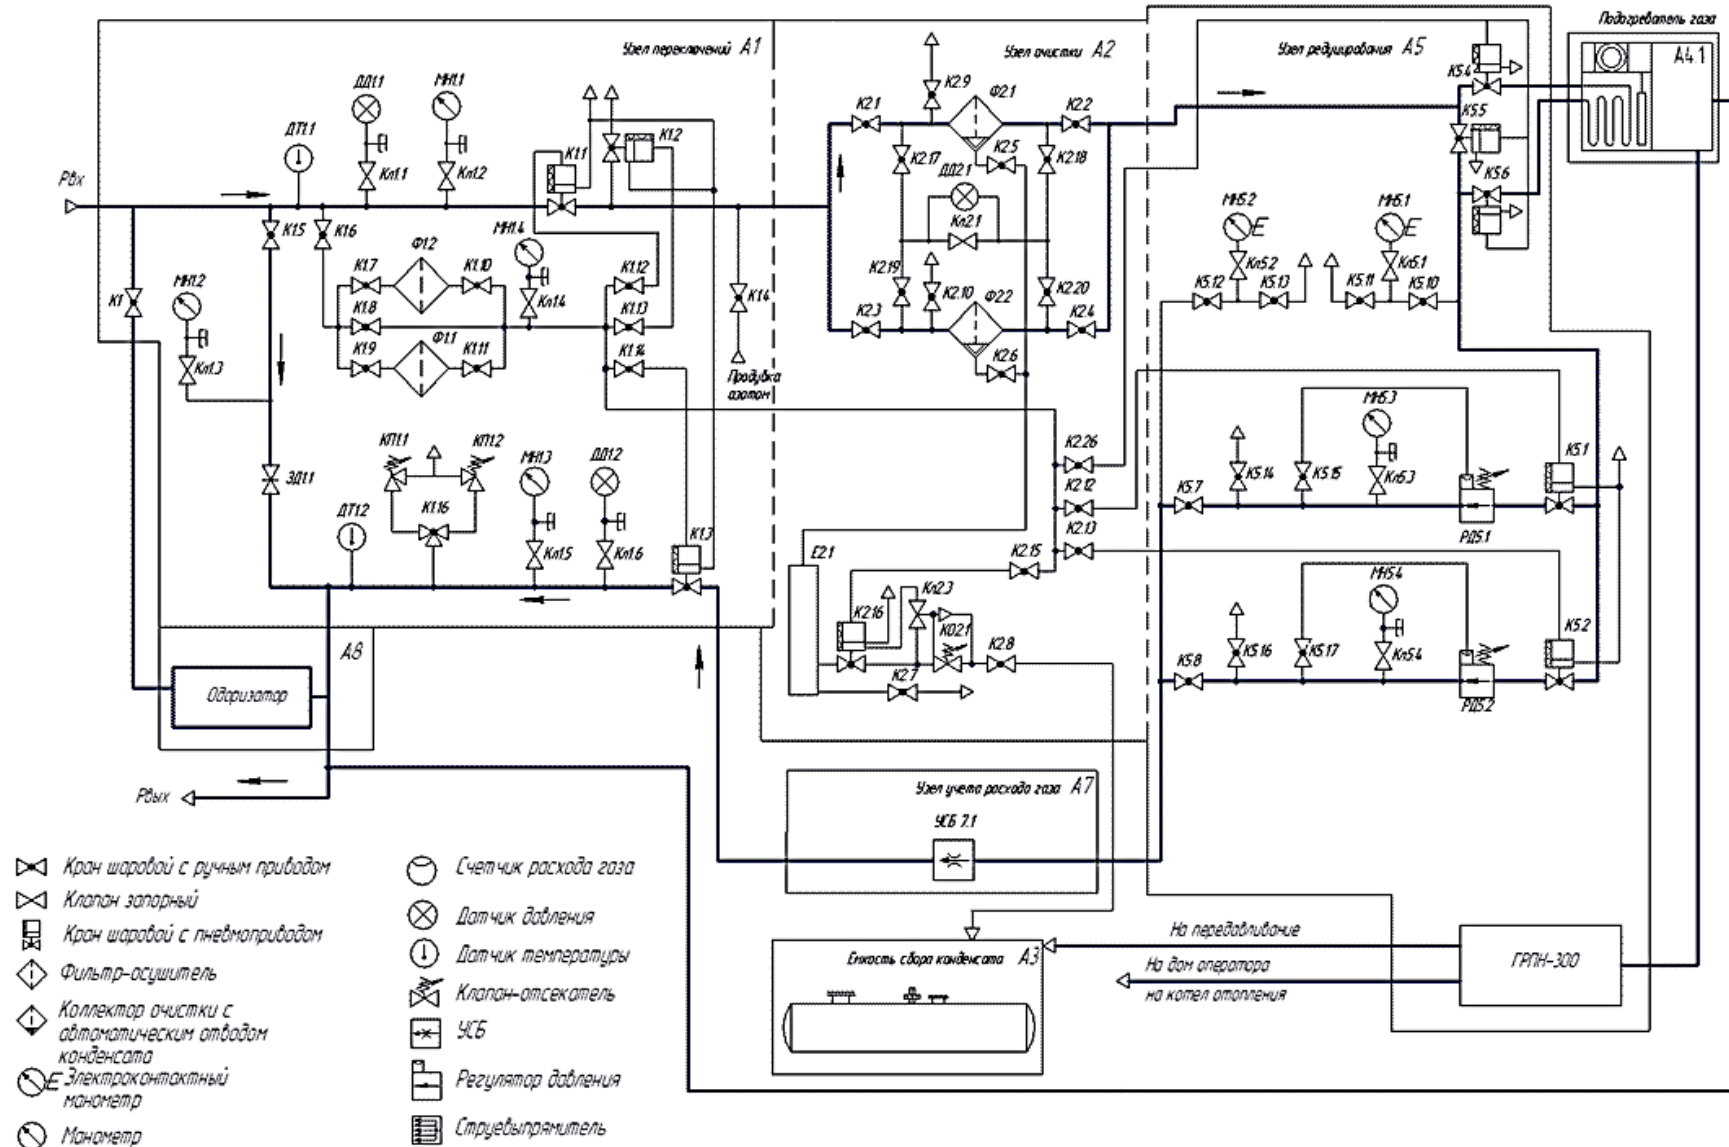 Узел переключений А1
Узел очистки А2
Узел редуцирования А5
Подогреватель газа
А4.1
ДД1.1
МН1.1
ДТ1.1
Кл1.1
Кл1.2
К1.1
К1.2
К2.9
К2.1
Ф2.1
К2.2
К2.5
К2.17
К2.18
ДД2.1
Кл2.1
К5.4
К5.5
К5.6
Рвх
К1.5
К1.6
МН1.4
Ф1.2
К1.7
К1.10
Кл1.4
К1.12
К1.8
К1.13
К1.9
Ф1.1
К1.11
К1.14
К1.4
Продувка
азотом
К1
МН1.2
Кл1.3
К2.19
К2.10
Ф2.2
К2.20
К2.3
К2.4
К2.6
МН5.2
Е
МН5.1
Е
Кл5.2
Кл5.1
К5.12
К5.13
К5.11
К5.10
КП1.1
КП1.2
К1.16
ЗД1.1
ДТ1.2
МН1.3
ДД1.2
Кл1.5
Кл1.6
К1.3
К2.26
К2.12
К2.13
К2.15
Е2.1
К2.16
Кл2.3
КО2.1
К2.8
К2.7
МН5.3
К5.14
К5.15
Кл5.3
К5.1
К5.7
РД5.1
МН5.4
К5.16
К5.17
Кл5.4
К5.2
К5.8
РД5.2
А8
Одоризатор
Рвых
Узел учета расхода газа А7
УСБ 7.1
Емкость сбора конденсата А3
На передавливание
На дом оператора
на котел отопления
ГРПН-300
Кран шаровой с ручным приводом
Клапан запорный
Кран шаровой с пневмоприводом
Фильтр-осушитель
Коллектор очистки с
автоматическим отводом
конденсата
Е Электроконтактный
манометр
Манометр
Счетчик расхода газа
Датчик давления
Датчик температуры
Клапан-отсекатель
УСБ
Регулятор давления
Струевыпрямитель